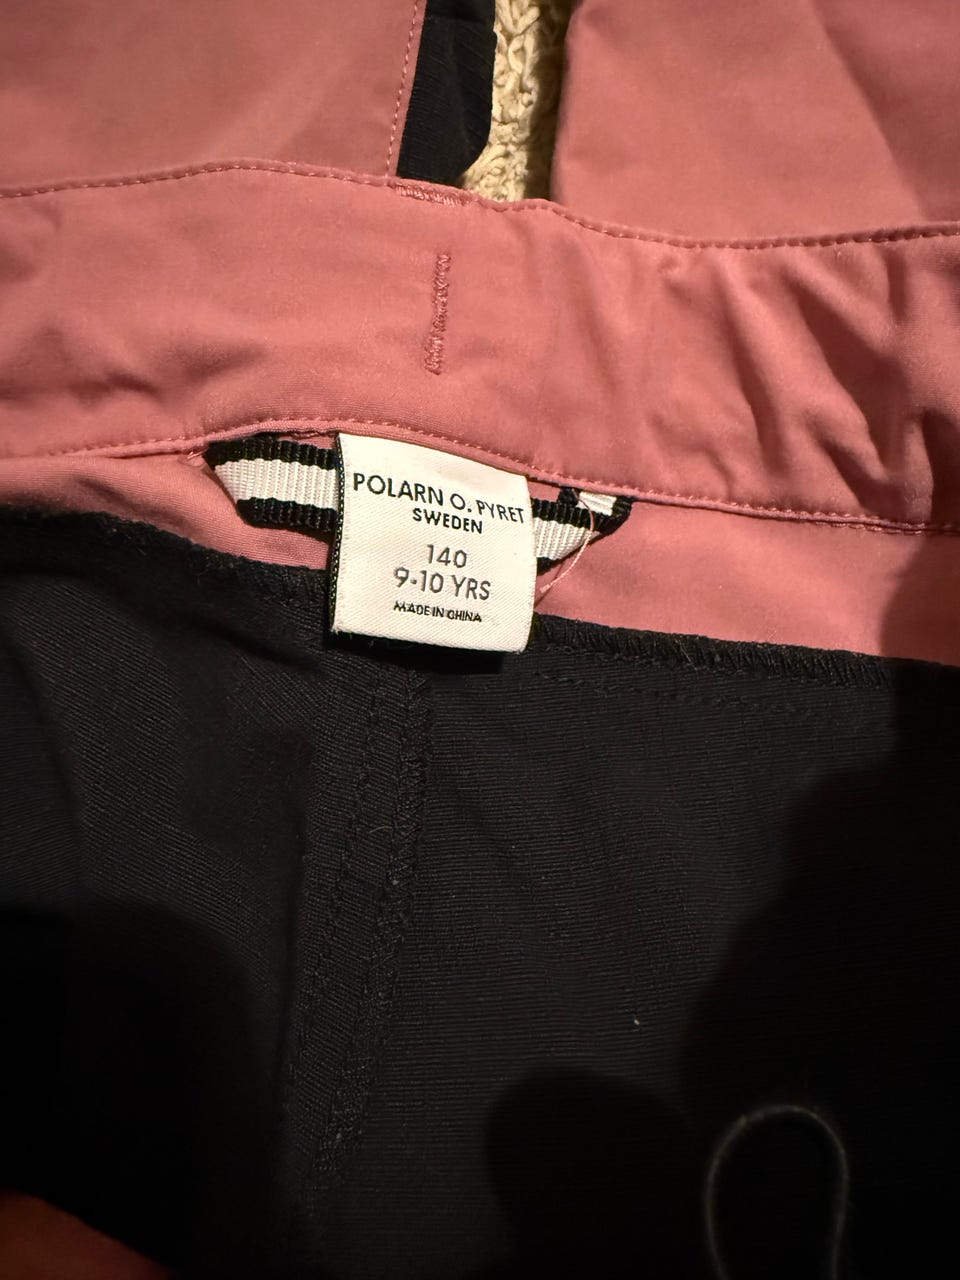 POLARN O. PYRET
SWEDEN
140
9-10 YRS
MADE IN CHINA